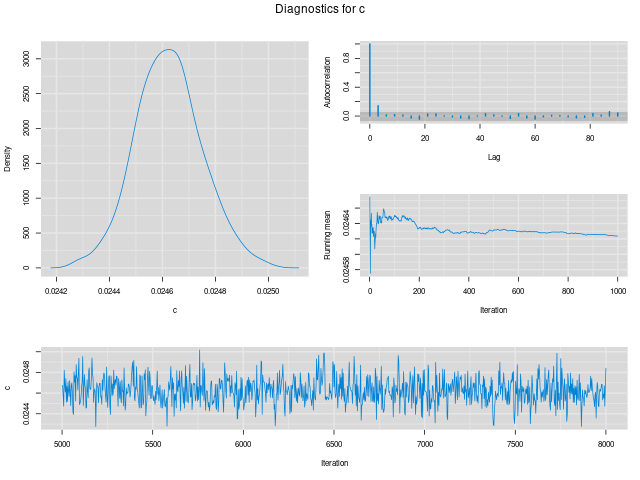 Diagnostics for c
Density
0 500 1000 1500 2000 2500 3000
0.0242 0.0244 0.0246 0.0248 0.0250
c
Autocorrelation
0.0 0.4 0.8
0 20 40 60 80
Lag
Running mean
0.02458 0.02464
0 200 400 600 800 1000
Iteration
c
0.0244 0.0248
5000 5500 6000 6500 7000 7500 8000
Iteration